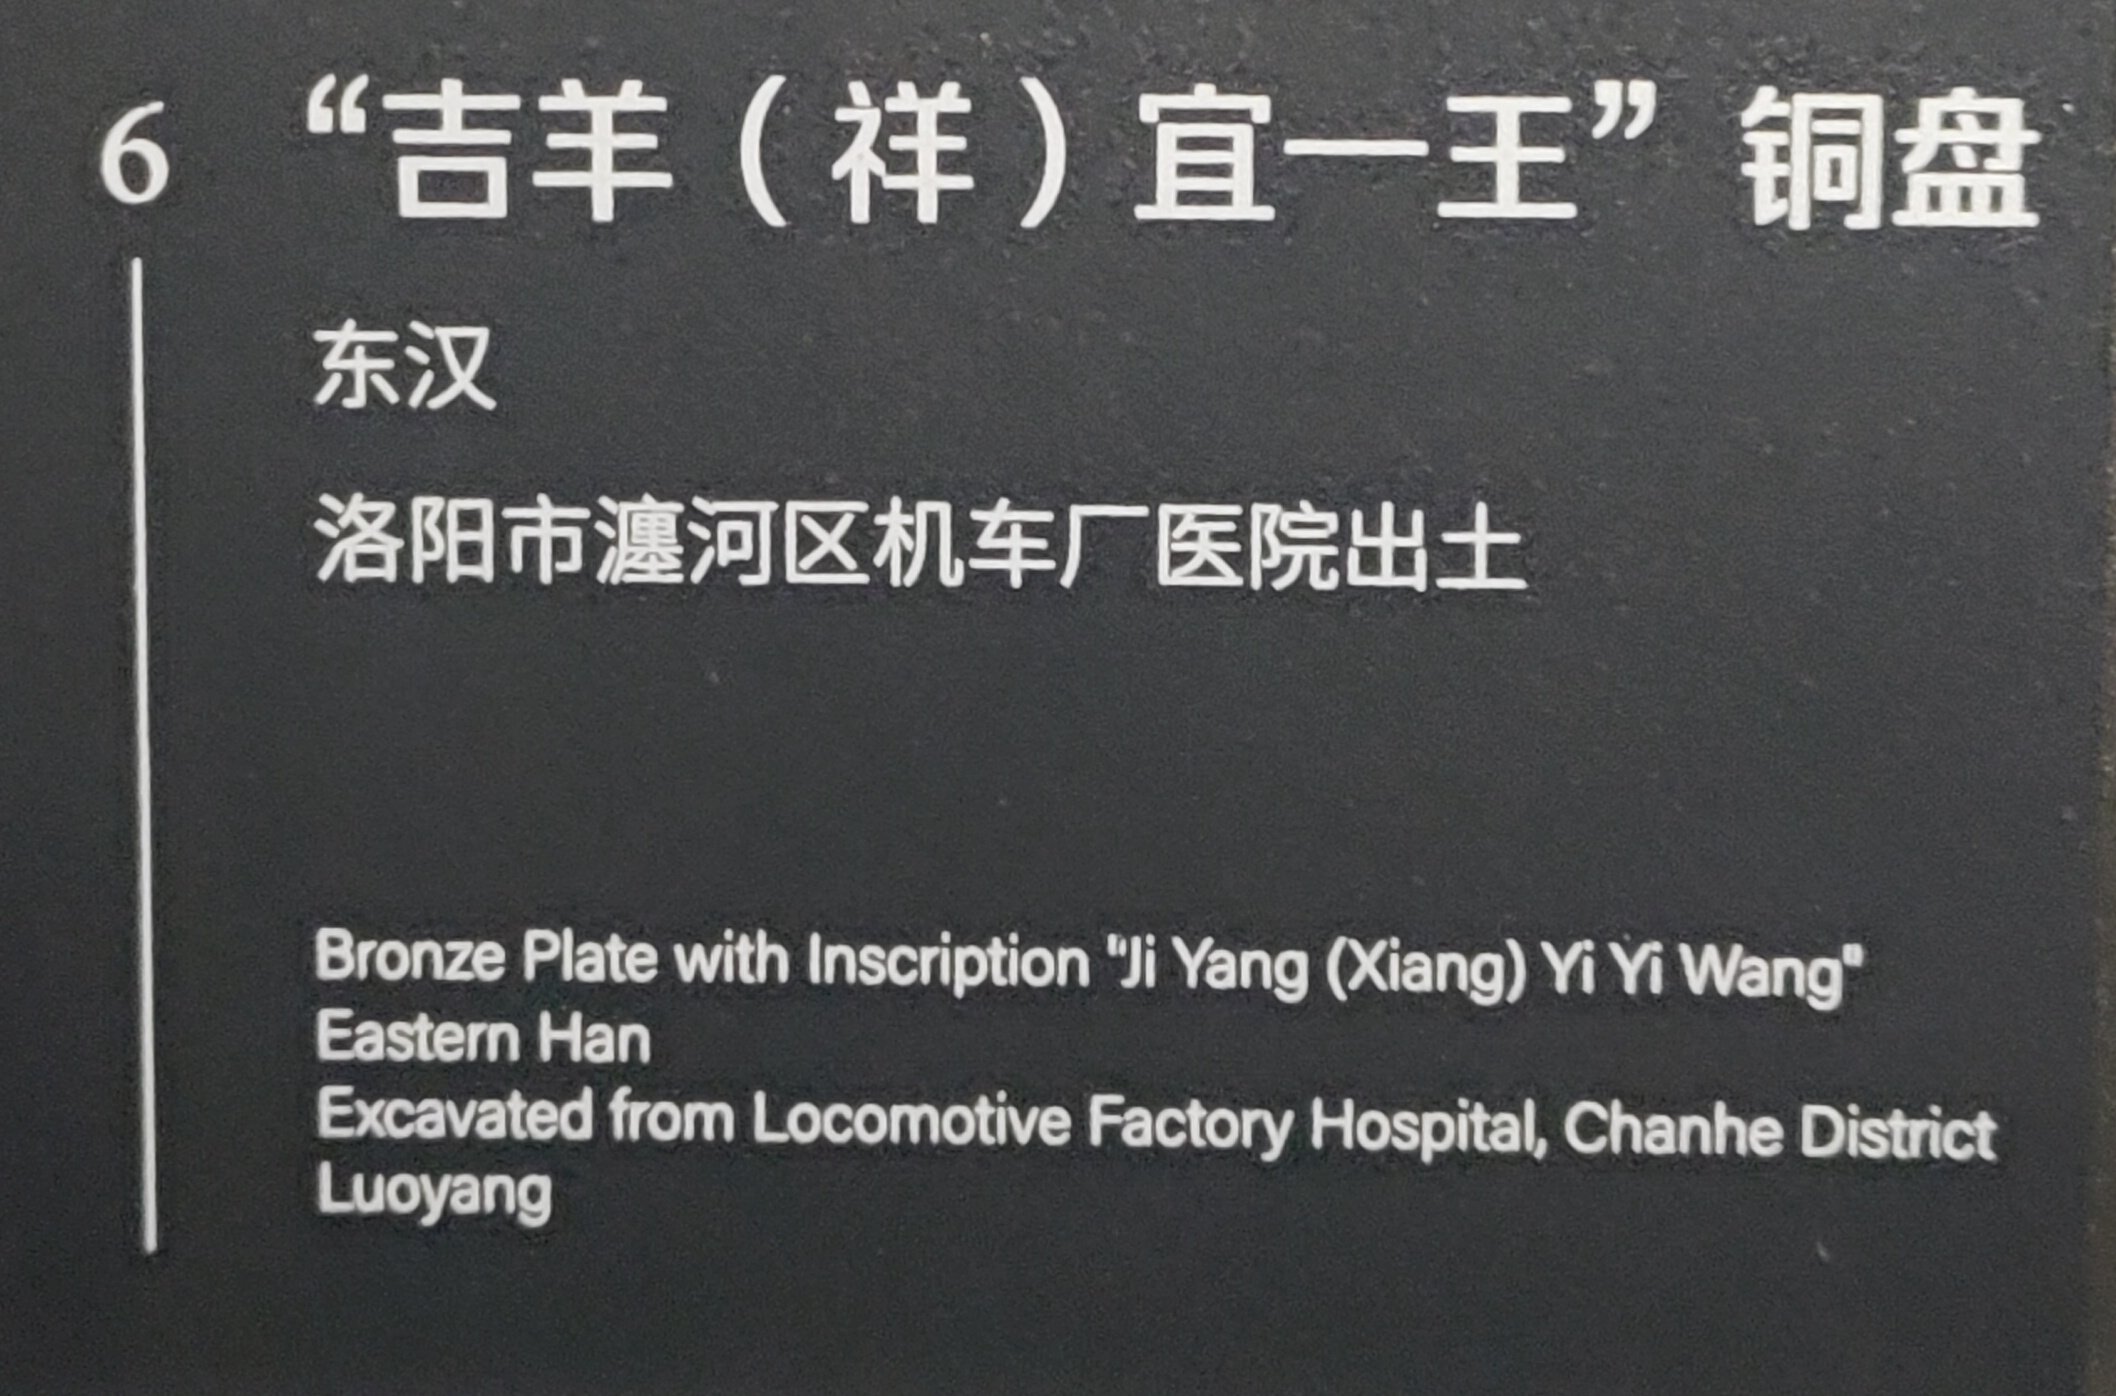 6 “吉羊（祥）宜一王”铜盘
东汉
洛阳市瀍河区机车厂医院出土
Bronze Plate with Inscription "Ji Yang (Xiang) Yi Yi Wang"
Eastern Han
Excavated from Locomotive Factory Hospital, Chanhe District
Luoyang